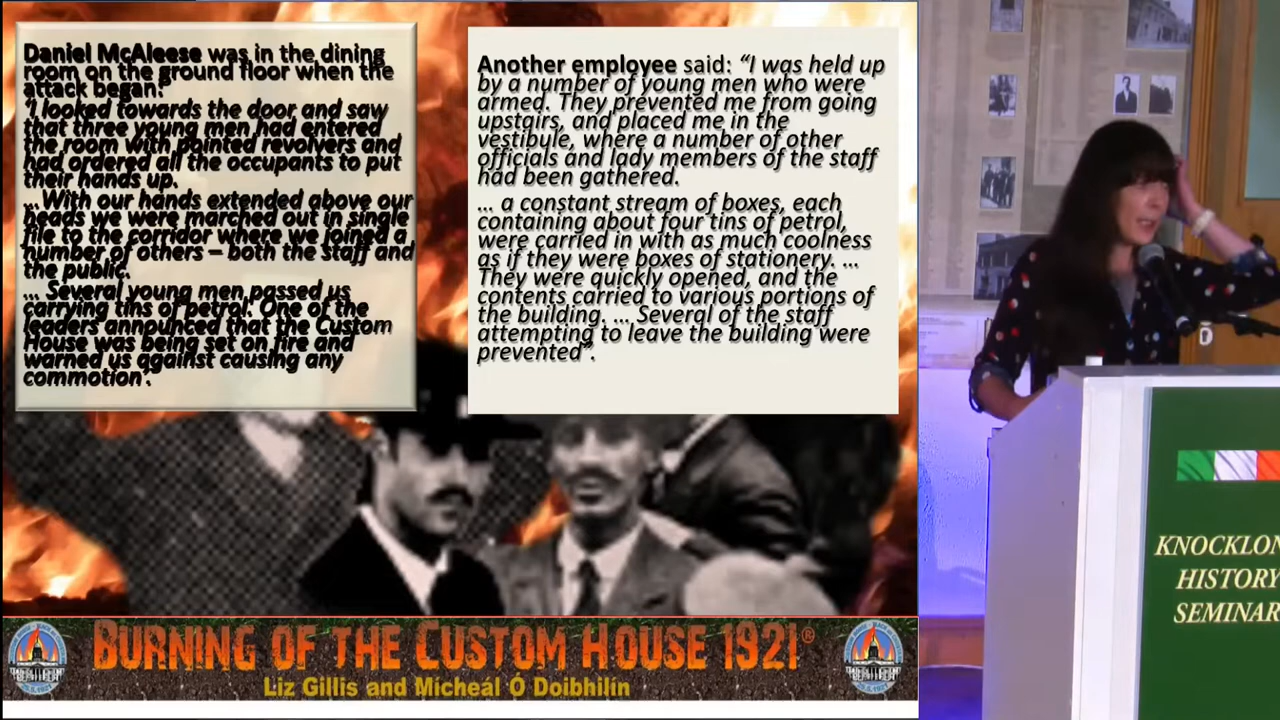 Daniel McAleese was in the dining
room on the ground floor when the
attack began:
'I looked towards the door and saw
that three young men had entered
the room with pointed revolvers and
had ordered all the occupants to put
their hands up.
...With our hands extended above our
heads we were marched out in single
file to the corridor where we joined a
number of others – both the staff and
the public.
... Several young men passed us
carrying tins of petrol. One of the
leaders announced that the Custom
House was being set on fire and
warned us against causing any
commotion'.
Another employee said: "I was held up
by a number of young men who were
armed. They prevented me from going
upstairs, and placed me in the
vestibule, where a number of other
officials and lady members of the staff
had been gathered.
... a constant stream of boxes, each
containing about four tins of petrol,
were carried in with as much coolness
as if they were boxes of stationery. ...
They were quickly opened, and the
contents carried to various portions of
the building. ... Several of the staff
attempting to leave the building were
prevented".
BURNING OF THE CUSTOM HOUSE 1921®
Liz Gillis and Micheál Ó Doibhilín
KNOCKLON
HISTORY
SEMINAR